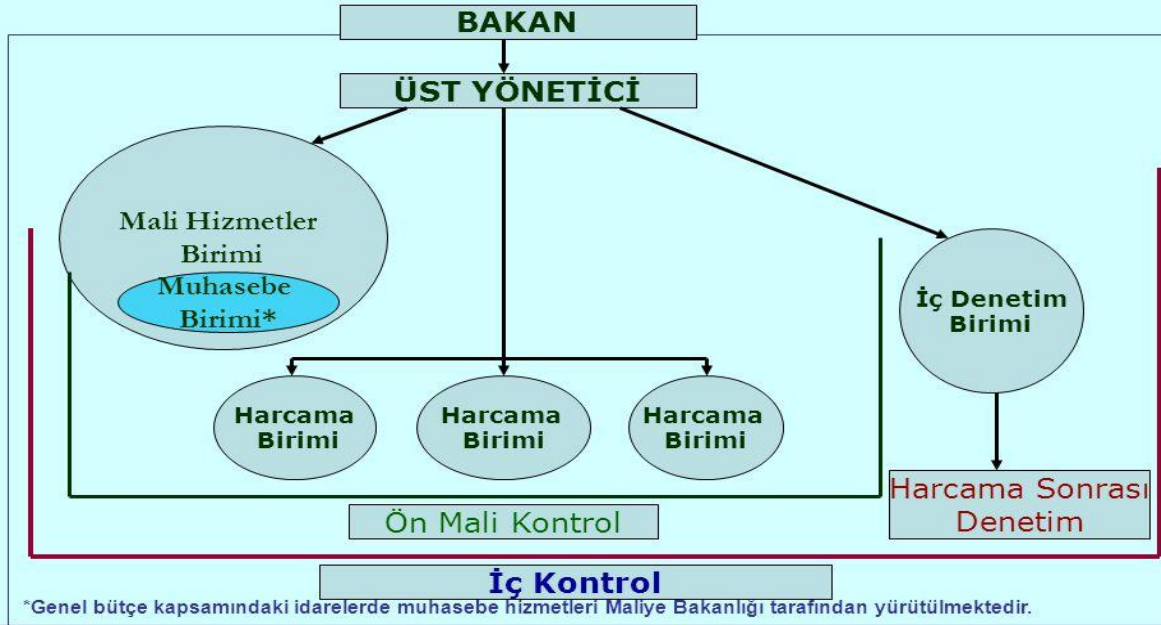 BAKAN
ÜST YÖNETİCİ
Mali Hizmetler
Birimi
Muhasebe
Birimi*
İç Denetim
Birimi
Harcama
Birimi
Harcama
Birimi
Harcama
Birimi
Harcama Sonrası
Denetim
Ön Mali Kontrol
İç Kontrol
*Genel bütçe kapsamındaki idarelerde muhasebe hizmetleri Maliye Bakanlığı tarafından yürütülmektedir.